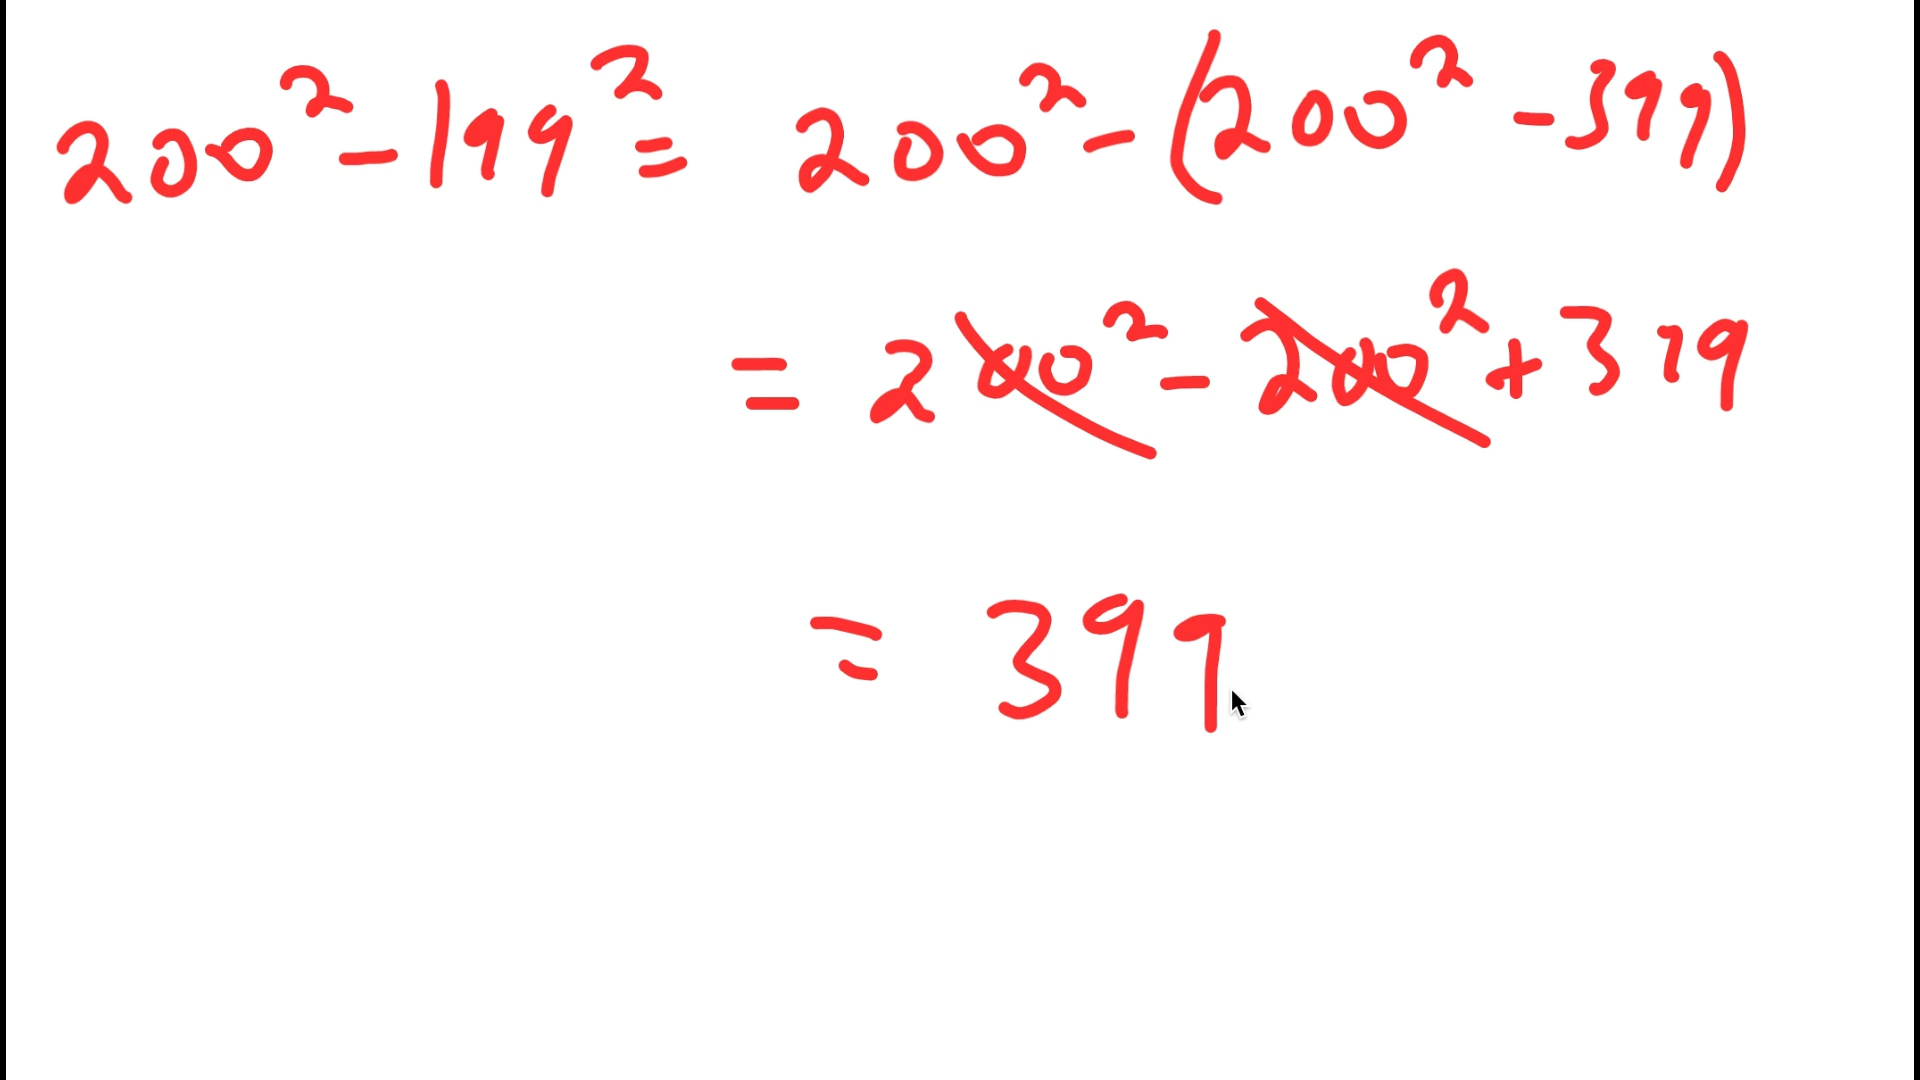 200² - 199² = 200² - (200² - 399)
= 200² - 200² + 399
= 399